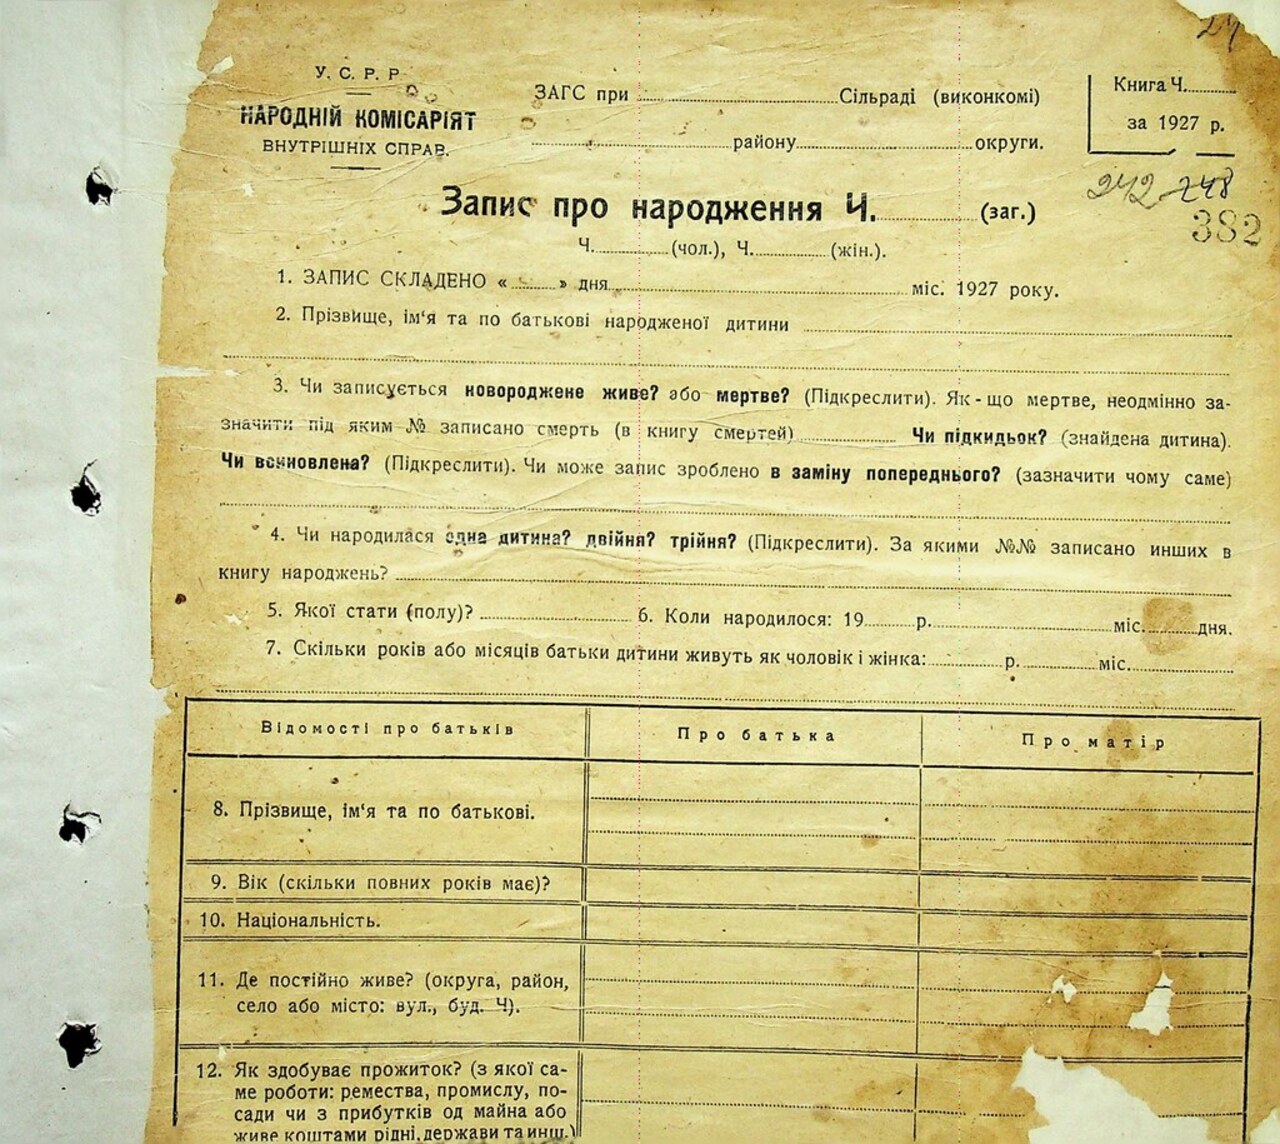 24
У. С. Р. Р.
НАРОДНІЙ КОМІСАРІЯТ
ВНУТРІШНІХ СПРАВ.
ЗАГС при ........ Сільраді (виконкомі)
........ району ........ округи.
Книга Ч. ........
за 1927 р.
242 248
382
Запис про народження Ч. ........ (заг.)
Ч. ........ (чол.), Ч. ........ (жін.).
1. ЗАПИС СКЛАДЕНО « ........ » дня ........ міс. 1927 року.
2. Прізвище, ім'я та по батькові народженої дитини ........
3. Чи записується новороджене живе? або мертве? (Підкреслити). Як-що мертве, неодмінно за-
значити під яким № записано смерть (в книгу смертей) ........ Чи підкидьок? (знайдена дитина).
Чи всиновлена? (Підкреслити). Чи може запис зроблено в заміну попереднього? (зазначити чому саме)
4. Чи народилася одна дитина? двійня? трійня? (Підкреслити). За якими №№ записано инших в
книгу народжень? ........
5. Якої стати (полу)? ........ 6. Коли народилося: 19 ........ р. ........ міс. ........ дня.
7. Скільки років або місяців батьки дитини живуть як чоловік і жінка: ........ р. ........ міс. ........
Відомості про батьків
Про батька
Про матір
8. Прізвище, ім'я та по батькові.
9. Вік (скільки повних років має)?
10. Національність.
11. Де постійно живе? (округа, район,
село або місто: вул., буд. Ч).
12. Як здобуває прожиток? (з якої са-
ме роботи: ремества, промислу, по-
сади чи з прибутків од майна або
живе коштами рідні, держави та инш.)